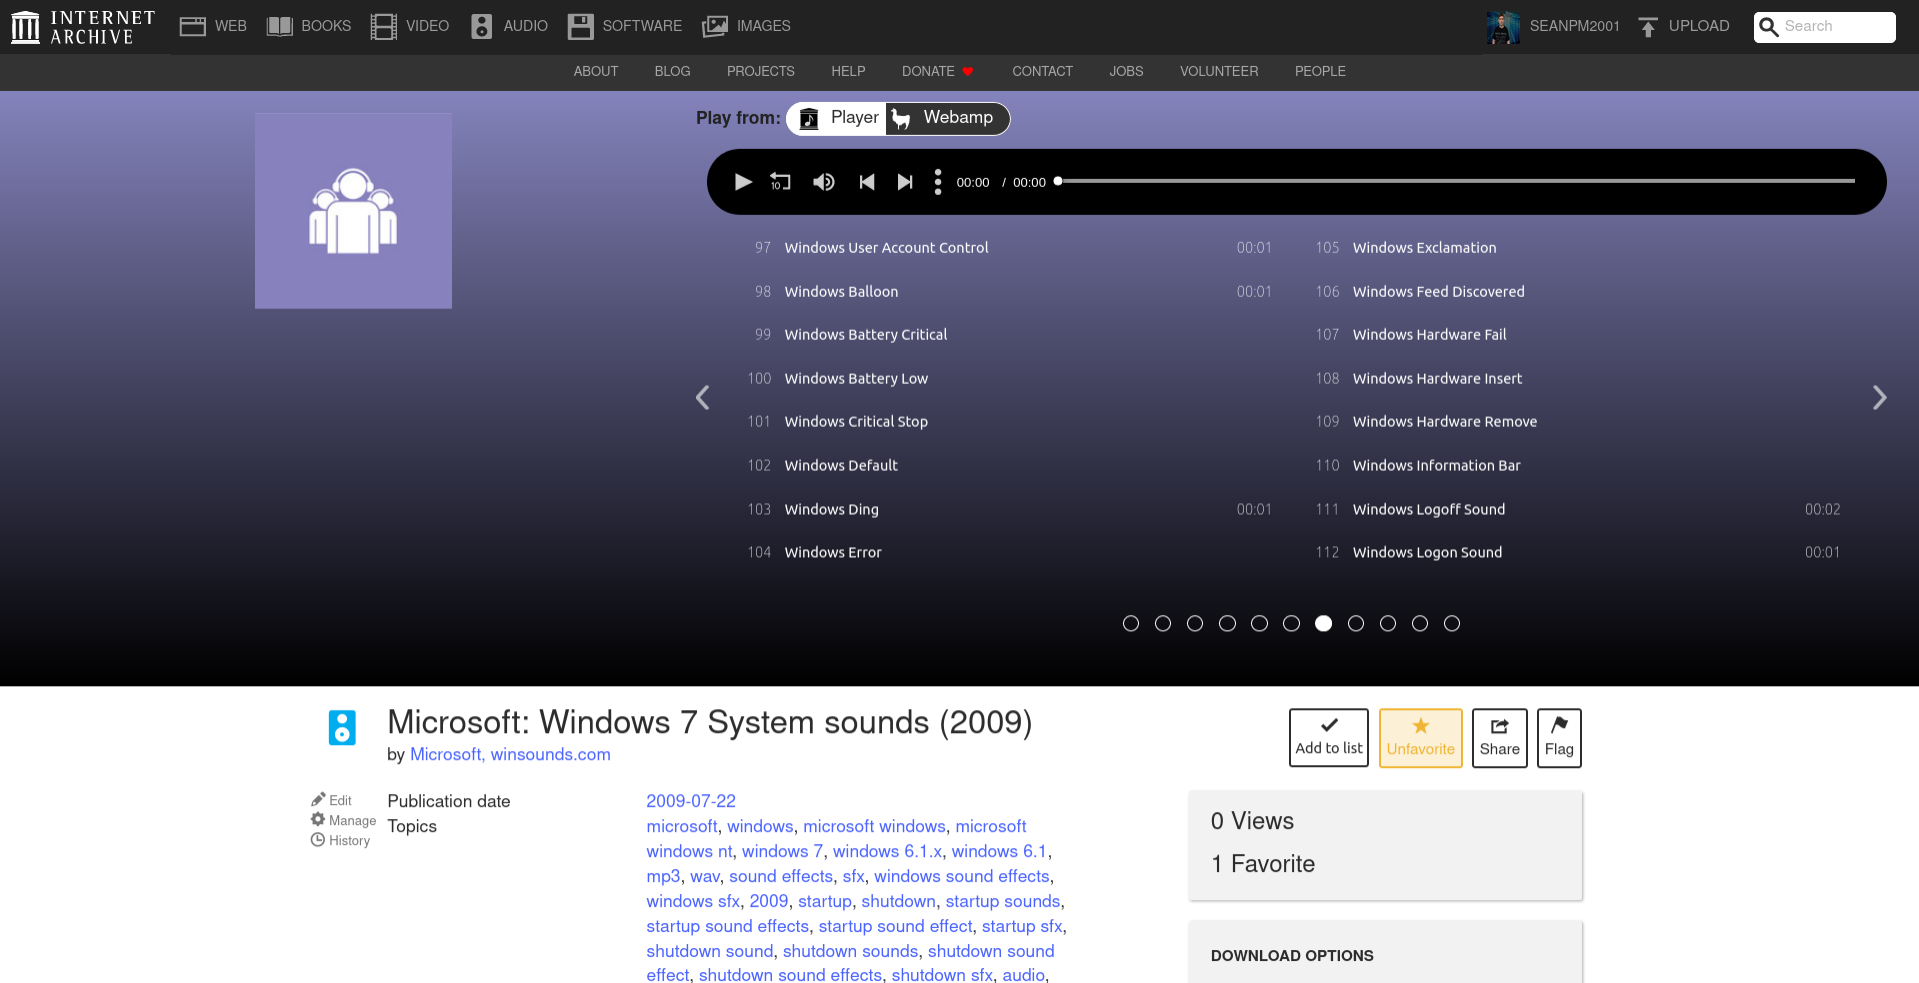 INTERNET ARCHIVE
WEB BOOKS VIDEO AUDIO SOFTWARE IMAGES SEANPM2001 UPLOAD Search
ABOUT BLOG PROJECTS HELP DONATE CONTACT JOBS VOLUNTEER PEOPLE
Play from: Player Webamp
10 00:00 / 00:00
97 Windows User Account Control 00:01
98 Windows Balloon 00:01
99 Windows Battery Critical
100 Windows Battery Low
101 Windows Critical Stop
102 Windows Default
103 Windows Ding 00:01
104 Windows Error
105 Windows Exclamation
106 Windows Feed Discovered
107 Windows Hardware Fail
108 Windows Hardware Insert
109 Windows Hardware Remove
110 Windows Information Bar
111 Windows Logoff Sound 00:02
112 Windows Logon Sound 00:01
Microsoft: Windows 7 System sounds (2009)
by Microsoft, winsounds.com
Add to list Unfavorite Share Flag
Edit
Manage
History
Publication date 2009-07-22
Topics microsoft, windows, microsoft windows, microsoft
windows nt, windows 7, windows 6.1.x, windows 6.1,
mp3, wav, sound effects, sfx, windows sound effects,
windows sfx, 2009, startup, shutdown, startup sounds,
startup sound effects, startup sound effect, startup sfx,
shutdown sound, shutdown sounds, shutdown sound
effect, shutdown sound effects, shutdown sfx, audio,
0 Views
1 Favorite
DOWNLOAD OPTIONS